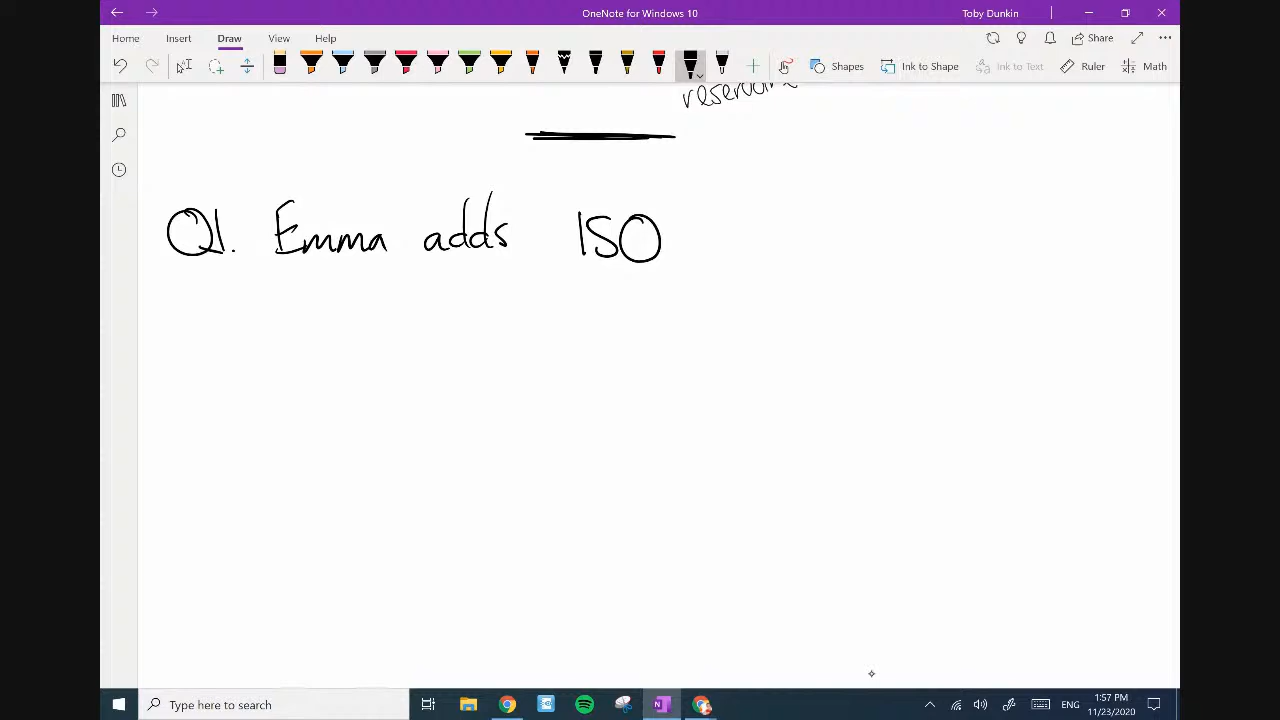 OneNote for Windows 10
Toby Dunkin
Home Insert Draw View Help
Share
Shapes Ink to Shape Ink to Text Ruler Math
Q1. Emma adds 150
Type here to search
ENG
1:57 PM
11/23/2020